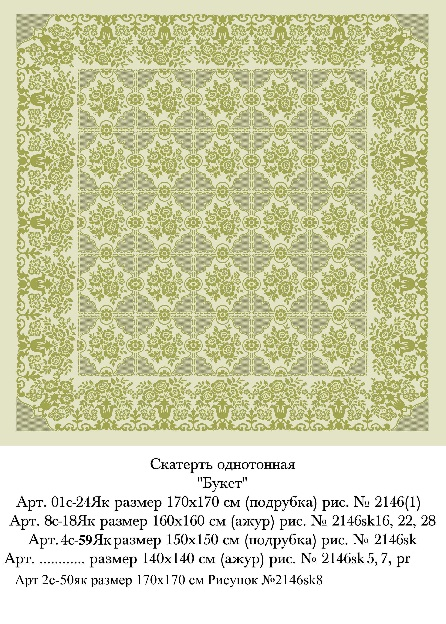 Скатерть однотонная
"Букет"
Арт. 01с-24Як размер 170х170 см (подрубка) рис. № 2146(1)
Арт. 8с-18Як размер 160х160 см (ажур) рис. № 2146sk16, 22, 28
Арт. 4с-59Як размер 150х150 см (подрубка) рис. № 2146sk
Арт. ............ размер 140х140 см (ажур) рис. № 2146sk 5, 7, pr
Арт 2с-50як размер 170х170 см Рисунок №2146sk8